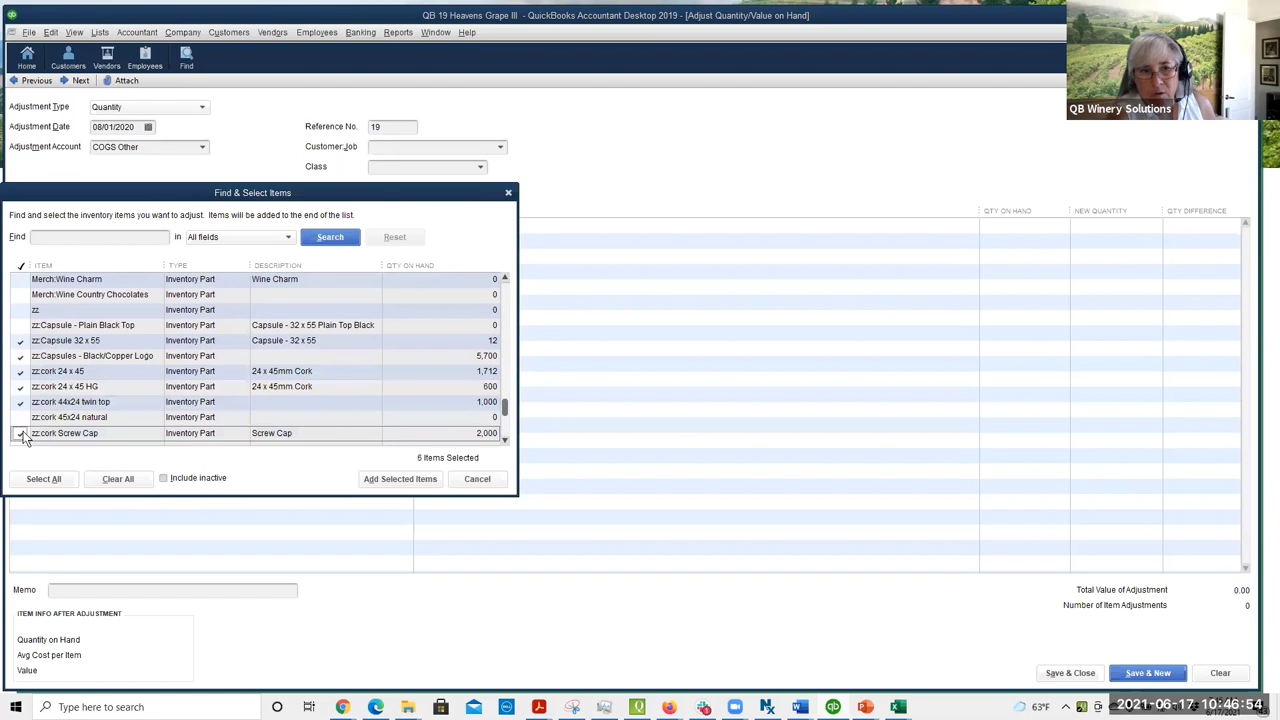 QB 19 Heavens Grape III - QuickBooks Accountant Desktop 2019 - [Adjust Quantity/Value on Hand]
File Edit View Lists Accountant Company Customers Vendors Employees Banking Reports Window Help
Home Customers Vendors Employees Find
Previous Next Attach
QB Winery Solutions
Adjustment Type Quantity
Adjustment Date 08/01/2020 Reference No. 19
Adjustment Account COGS Other Customer:Job
Class
Find & Select Items
QTY ON HAND NEW QUANTITY QTY DIFFERENCE
Find and select the inventory items you want to adjust. Items will be added to the end of the list.
Find in All fields Search Reset
ITEM TYPE DESCRIPTION QTY ON HAND
Merch:Wine Charm Inventory Part Wine Charm 0
Merch:Wine Country Chocolates Inventory Part 0
zz Inventory Part 0
zz:Capsule - Plain Black Top Inventory Part Capsule - 32 x 55 Plain Top Black 0
zz:Capsule 32 x 55 Inventory Part Capsule - 32 x 55 12
zz:Capsules - Black/Copper Logo Inventory Part 5,700
zz:cork 24 x 45 Inventory Part 24 x 45mm Cork 1,712
zz:cork 24 x 45 HG Inventory Part 24 x 45mm Cork 600
zz:cork 44x24 twin top Inventory Part 1,000
zz:cork 45x24 natural Inventory Part 0
zz:cork Screw Cap Inventory Part Screw Cap 2,000
6 Items Selected
Select All Clear All Include inactive Add Selected Items Cancel
Memo Total Value of Adjustment 0.00
Number of Item Adjustments 0
ITEM INFO AFTER ADJUSTMENT
Quantity on Hand
Avg Cost per Item
Value
Save & Close Save & New Clear
Type here to search 63°F 2021-06-17 10:46:54